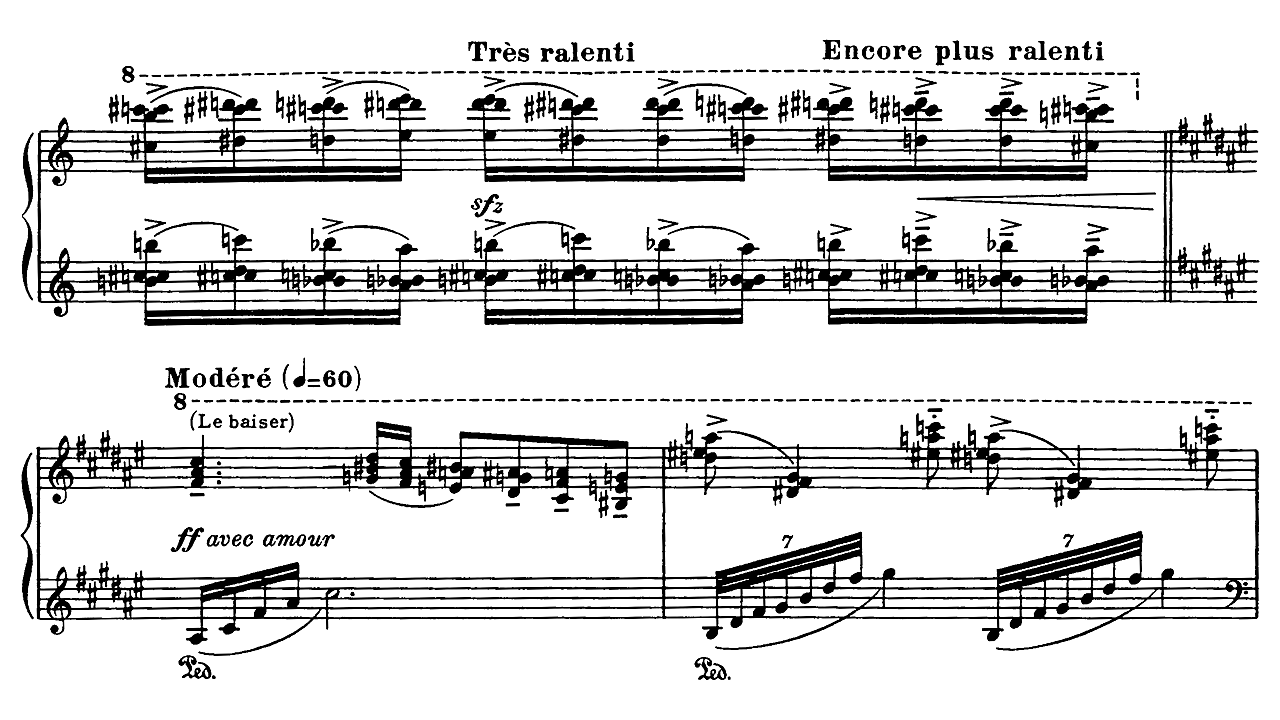 Très ralenti Encore plus ralenti
8
sfz
Modéré (♩=60)
8
(Le baiser)
ff avec amour
7 7
Ped. Ped.